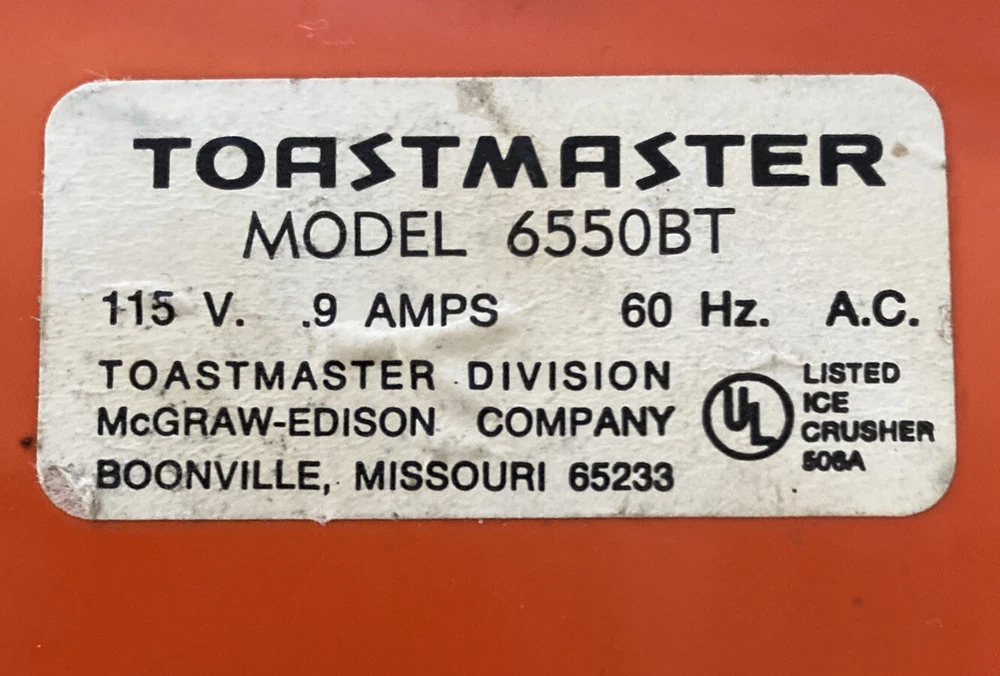 TOASTMASTER
MODEL 6550BT
115 V. .9 AMPS 60 Hz. A.C.
TOASTMASTER DIVISION
McGRAW-EDISON COMPANY
BOONVILLE, MISSOURI 65233
UL
LISTED
ICE
CRUSHER
506A